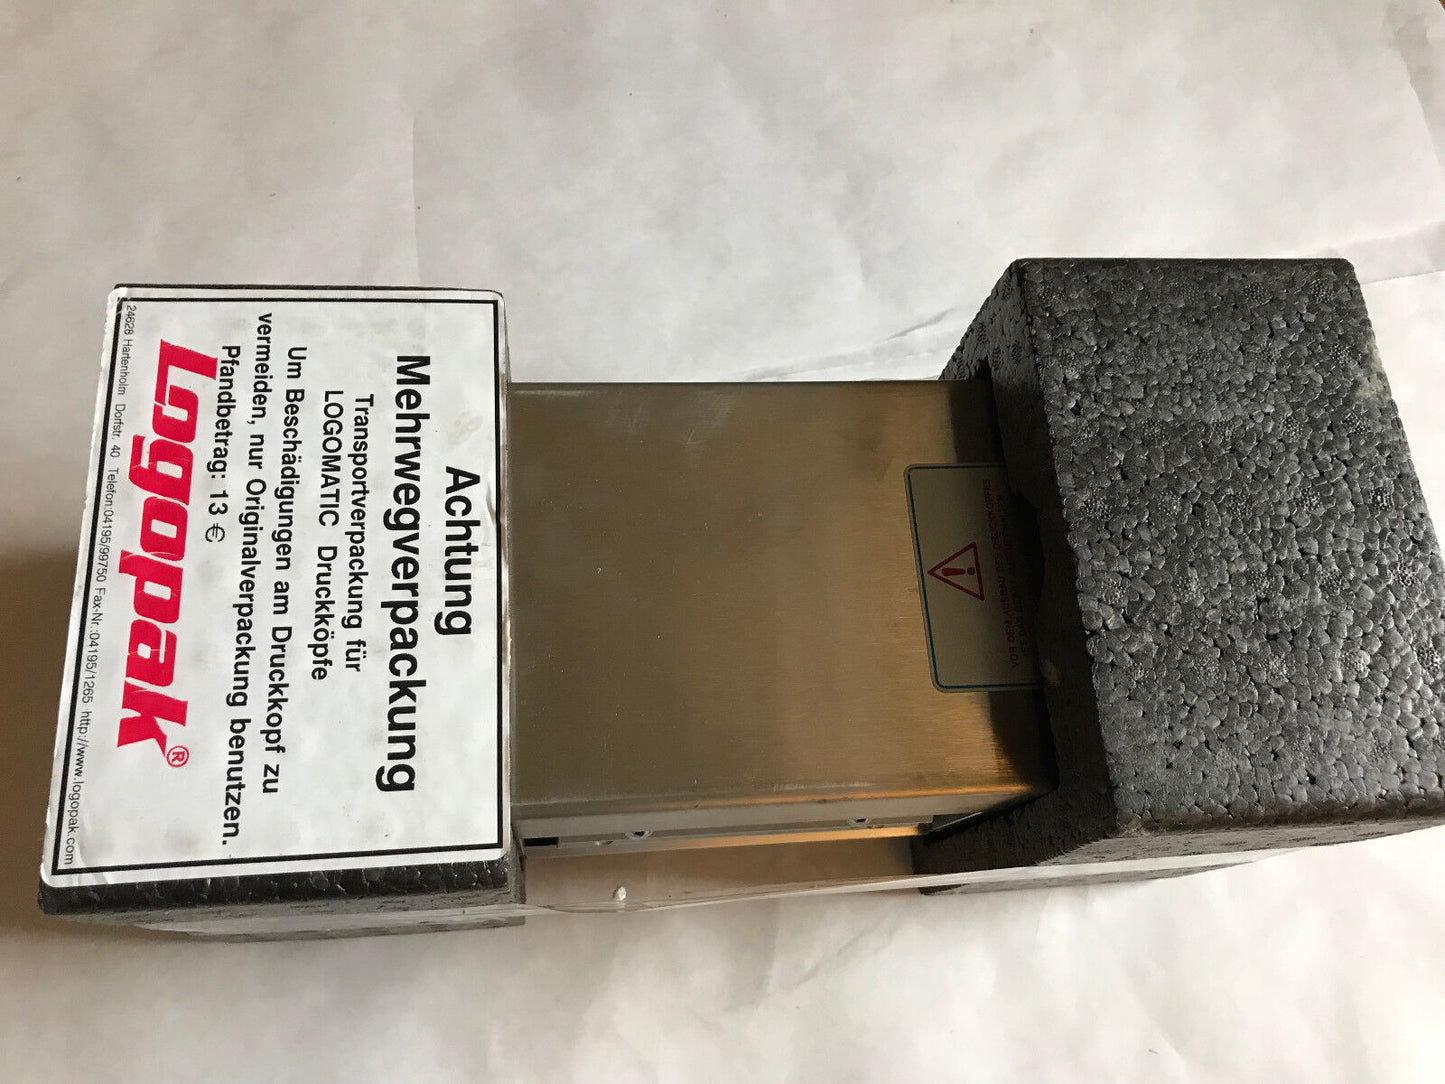 Achtung
Mehrwegverpackung
Transportverpackung für
LOGOMATIC Druckköpfe
Um Beschädigungen am Druckkopf zu
vermeiden, nur Originalverpackung benutzen.
Pfandbetrag: 13 €
Logopak®
24628 Hartenholm Dorfstr. 40 Telefon:04195/99750 Fax-Nr.:04195/1265 http://www.logopak.com
VOR